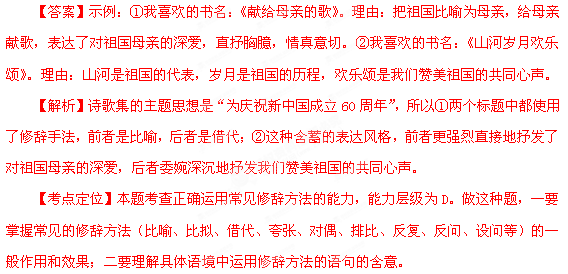 【答案】示例：①我喜欢的书名：《献给母亲的歌》。理由：把祖国比喻为母亲，给母亲
献歌，表达了对祖国母亲的深爱，直抒胸臆，情真意切。②我喜欢的书名：《山河岁月欢乐
颂》。理由：山河是祖国的代表，岁月是祖国的历程，欢乐颂是我们赞美祖国的共同心声。
【解析】诗歌集的主题思想是“为庆祝新中国成立 60 周年”，所以①两个标题中都使用
了修辞手法，前者是比喻，后者是借代；②这种含蓄的表达风格，前者更强烈直接地抒发了
对祖国母亲的深爱，后者委婉深沉地抒发我们赞美祖国的共同心声。
【考点定位】本题考查正确运用常见修辞方法的能力，能力层级为 D。做这种题，一要
掌握常见的修辞方法（比喻、比拟、借代、夸张、对偶、排比、反复、反问、设问等）的一
般作用和效果；二要理解具体语境中运用修辞方法的语句的含意。